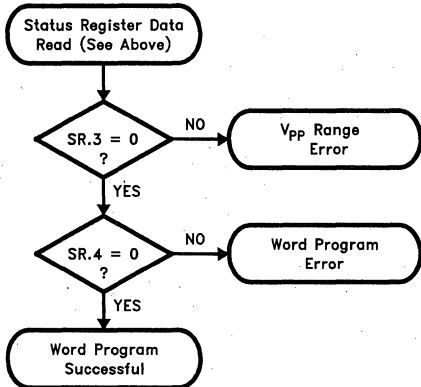 Status Register Data
Read (See Above)
SR.3 = 0
?
NO
VPP Range
Error
YES
SR.4 = 0
?
NO
Word Program
Error
YES
Word Program
Successful